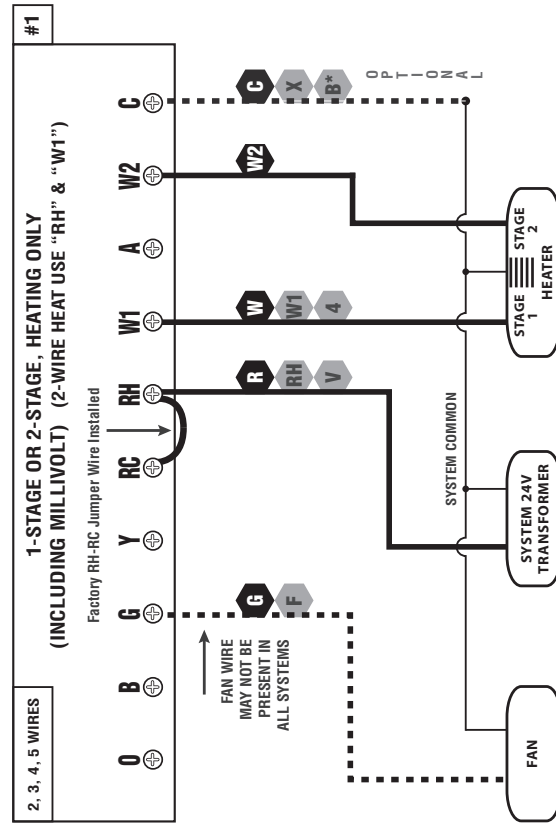 2, 3, 4, 5 WIRES
1-STAGE OR 2-STAGE, HEATING ONLY
(INCLUDING MILLIVOLT) (2-WIRE HEAT USE “RH” & “W1”)
#1
Factory RH-RC Jumper Wire Installed
O B G Y RC RH W1 A W2 C
FAN WIRE
MAY NOT BE
PRESENT IN
ALL SYSTEMS
G
F
R
RH
V
W
W1
4
W2
C
X
B*
OPTIONAL
SYSTEM COMMON
FAN
SYSTEM 24V
TRANSFORMER
STAGE
1
STAGE
2
HEATER